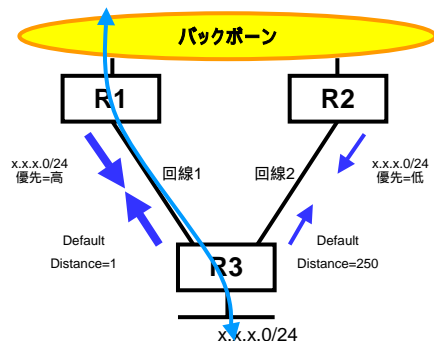 バックボーン
R1
R2
x.x.x.0/24
優先=高
回線1
回線2
x.x.x.0/24
優先=低
Default
Distance=1
R3
Default
Distance=250
x.x.x.0/24